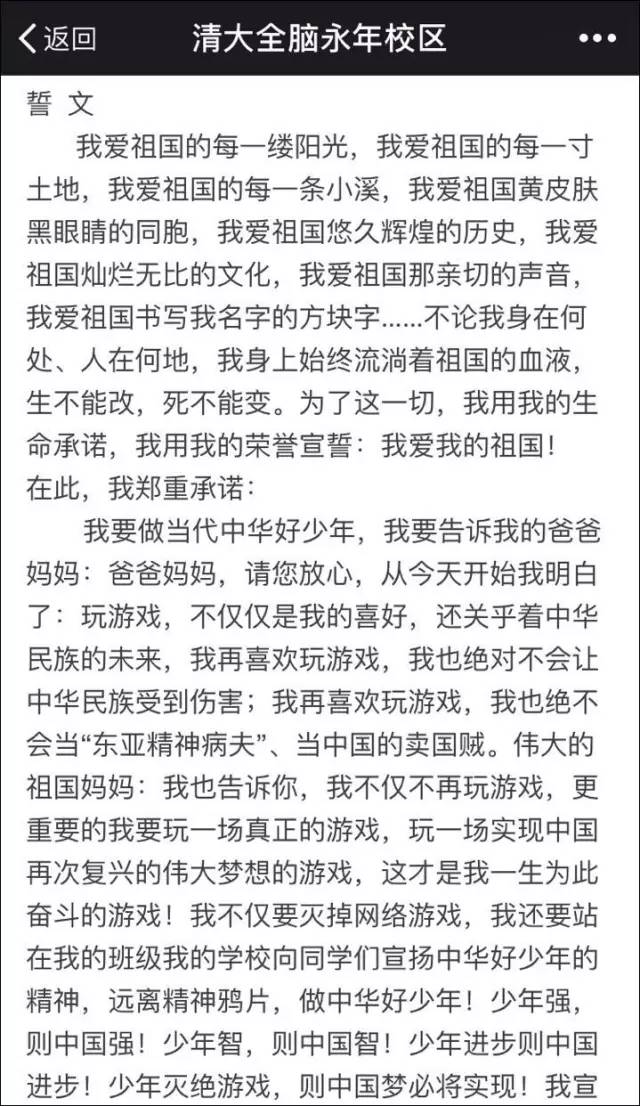 返回 清大全脑永年校区 •••
誓 文
我爱祖国的每一缕阳光，我爱祖国的每一寸
土地，我爱祖国的每一条小溪，我爱祖国黄皮肤
黑眼睛的同胞，我爱祖国悠久辉煌的历史，我爱
祖国灿烂无比的文化，我爱祖国那亲切的声音，
我爱祖国书写我名字的方块字......不论我身在何
处、人在何地，我身上始终流淌着祖国的血液，
生不能改，死不能变。为了这一切，我用我的生
命承诺，我用我的荣誉宣誓：我爱我的祖国！
在此，我郑重承诺：
我要做当代中华好少年，我要告诉我的爸爸
妈妈：爸爸妈妈，请您放心，从今天开始我明白
了：玩游戏，不仅仅是我的喜好，还关乎着中华
民族的未来，我再喜欢玩游戏，我也绝对不会让
中华民族受到伤害；我再喜欢玩游戏，我也绝不
会当“东亚精神病夫”、当中国的卖国贼。伟大的
祖国妈妈：我也告诉你，我不仅不再玩游戏，更
重要的我要玩一场真正的游戏，玩一场实现中国
再次复兴的伟大梦想的游戏，这才是我一生为此
奋斗的游戏！我不仅要灭掉网络游戏，我还要站
在我的班级我的学校向同学们宣扬中华好少年的
精神，远离精神鸦片，做中华好少年！少年强，
则中国强！少年智，则中国智！少年进步则中国
进步！少年灭绝游戏，则中国梦必将实现！我宣